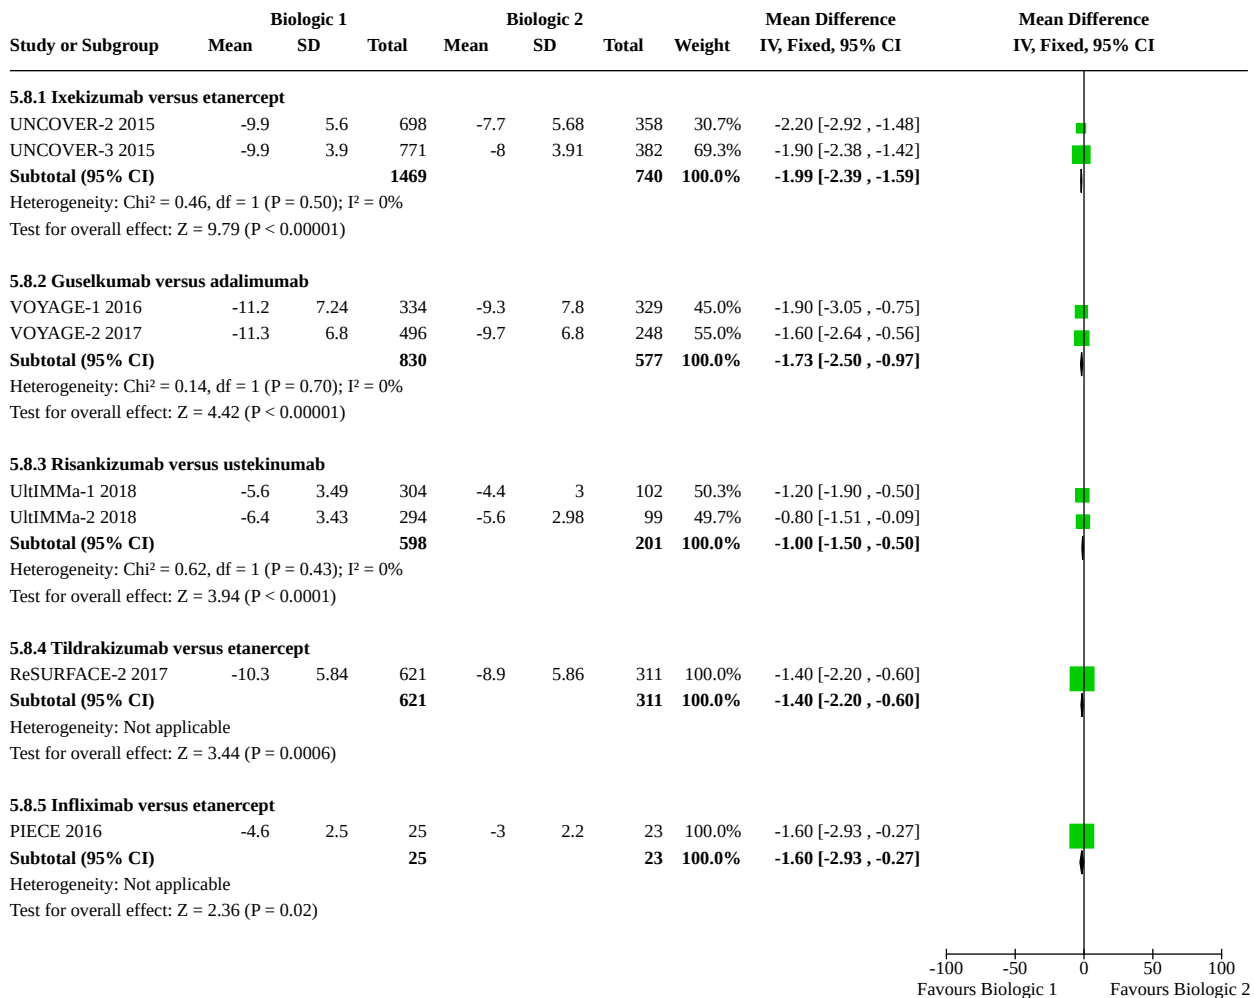 Biologic 1 Biologic 2 Mean Difference Mean Difference
Study or Subgroup Mean SD Total Mean SD Total Weight IV, Fixed, 95% CI IV, Fixed, 95% CI
5.8.1 Ixekizumab versus etanercept
UNCOVER-2 2015 -9.9 5.6 698 -7.7 5.68 358 30.7% -2.20 [-2.92 , -1.48]
UNCOVER-3 2015 -9.9 3.9 771 -8 3.91 382 69.3% -1.90 [-2.38 , -1.42]
Subtotal (95% CI) 1469 740 100.0% -1.99 [-2.39 , -1.59]
Heterogeneity: Chi² = 0.46, df = 1 (P = 0.50); I² = 0%
Test for overall effect: Z = 9.79 (P < 0.00001)
5.8.2 Guselkumab versus adalimumab
VOYAGE-1 2016 -11.2 7.24 334 -9.3 7.8 329 45.0% -1.90 [-3.05 , -0.75]
VOYAGE-2 2017 -11.3 6.8 496 -9.7 6.8 248 55.0% -1.60 [-2.64 , -0.56]
Subtotal (95% CI) 830 577 100.0% -1.73 [-2.50 , -0.97]
Heterogeneity: Chi² = 0.14, df = 1 (P = 0.70); I² = 0%
Test for overall effect: Z = 4.42 (P < 0.00001)
5.8.3 Risankizumab versus ustekinumab
UltIMMa-1 2018 -5.6 3.49 304 -4.4 3 102 50.3% -1.20 [-1.90 , -0.50]
UltIMMa-2 2018 -6.4 3.43 294 -5.6 2.98 99 49.7% -0.80 [-1.51 , -0.09]
Subtotal (95% CI) 598 201 100.0% -1.00 [-1.50 , -0.50]
Heterogeneity: Chi² = 0.62, df = 1 (P = 0.43); I² = 0%
Test for overall effect: Z = 3.94 (P < 0.0001)
5.8.4 Tildrakizumab versus etanercept
ReSURFACE-2 2017 -10.3 5.84 621 -8.9 5.86 311 100.0% -1.40 [-2.20 , -0.60]
Subtotal (95% CI) 621 311 100.0% -1.40 [-2.20 , -0.60]
Heterogeneity: Not applicable
Test for overall effect: Z = 3.44 (P = 0.0006)
5.8.5 Infliximab versus etanercept
PIECE 2016 -4.6 2.5 25 -3 2.2 23 100.0% -1.60 [-2.93 , -0.27]
Subtotal (95% CI) 25 23 100.0% -1.60 [-2.93 , -0.27]
Heterogeneity: Not applicable
Test for overall effect: Z = 2.36 (P = 0.02)
-100 -50 0 50 100
Favours Biologic 1 Favours Biologic 2